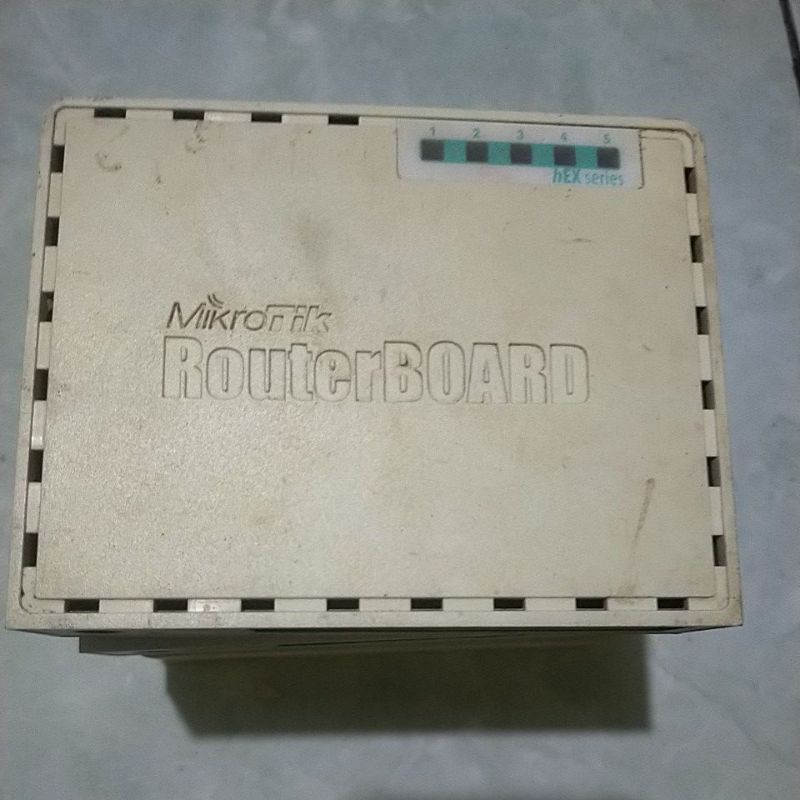 1 2 3 4 5
hEX series
MikroTik
RouterBOARD